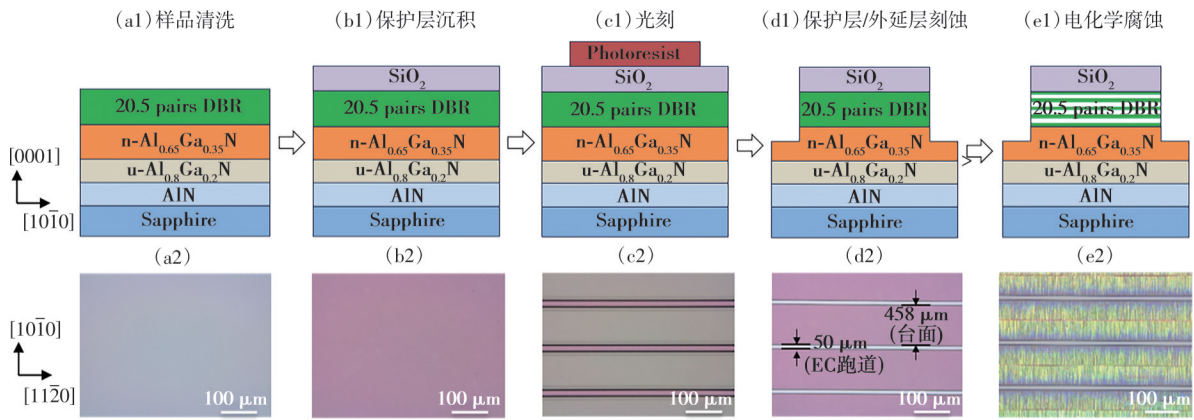 (a1)样品清洗
(b1)保护层沉积
(c1)光刻
(d1)保护层/外延层刻蚀
(e1)电化学腐蚀
20.5 pairs DBR
n-Al0.65Ga0.35N
u-Al0.8Ga0.2N
AlN
Sapphire
[0001]
[101̄0]
SiO2
20.5 pairs DBR
n-Al0.65Ga0.35N
u-Al0.8Ga0.2N
AlN
Sapphire
Photoresist
SiO2
20.5 pairs DBR
n-Al0.65Ga0.35N
u-Al0.8Ga0.2N
AlN
Sapphire
SiO2
20.5 pairs DBR
n-Al0.65Ga0.35N
u-Al0.8Ga0.2N
AlN
Sapphire
SiO2
20.5 pairs DBR
n-Al0.65Ga0.35N
u-Al0.8Ga0.2N
AlN
Sapphire
(a2)
(b2)
(c2)
(d2)
(e2)
[101̄0]
[112̄0]
100 μm
100 μm
100 μm
458 μm
(台面)
50 μm
(EC跑道)
100 μm
100 μm